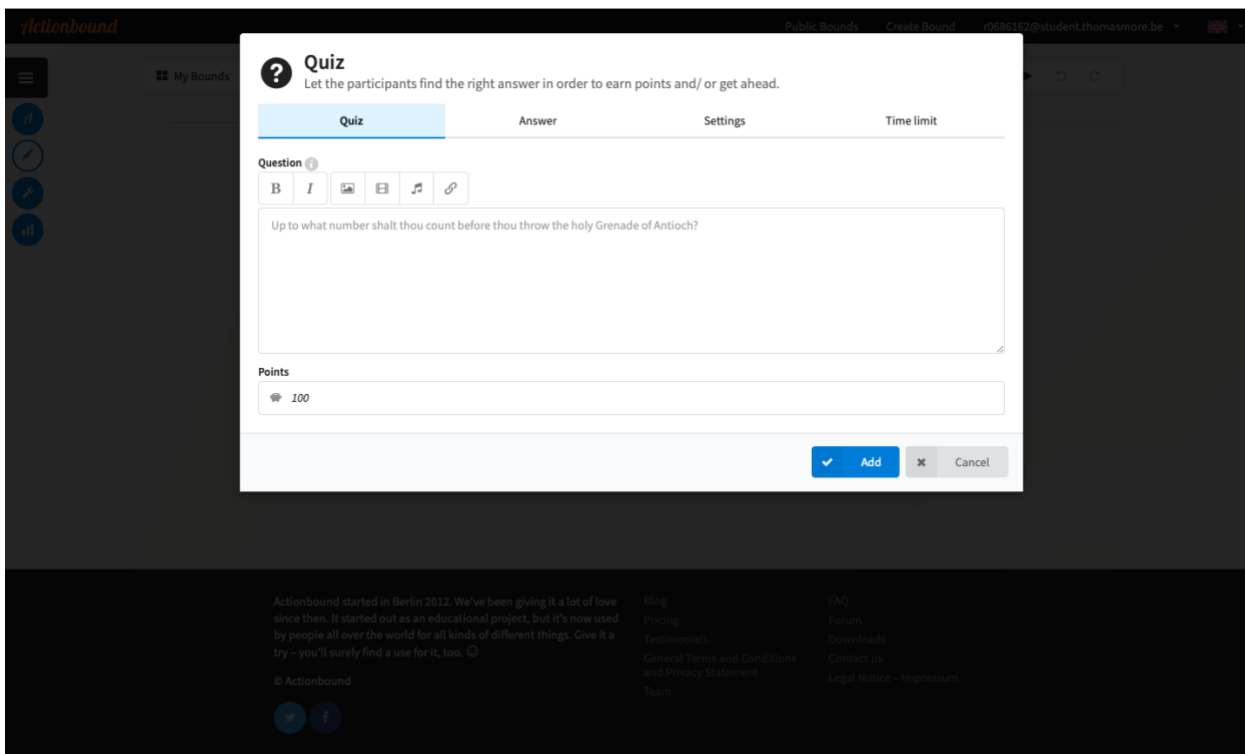 Actionbound
Public Bounds Create Bound r0686162@student.thomasmore.be
My Bounds
Quiz
Let the participants find the right answer in order to earn points and/ or get ahead.
Quiz Answer Settings Time limit
Question
B I
Up to what number shalt thou count before thou throw the holy Grenade of Antioch?
Points
100
Add Cancel
Actionbound started in Berlin 2012. We've been giving it a lot of love
since then. It started out as an educational project, but it's now used
by people all over the world for all kinds of different things. Give it a
try – you'll surely find a use for it, too.
© Actionbound
Blog
Pricing
Testimonials
General Terms and Conditions
and Privacy Statement
Team
FAQ
Forum
Downloads
Contact us
Legal Notice – Impressum